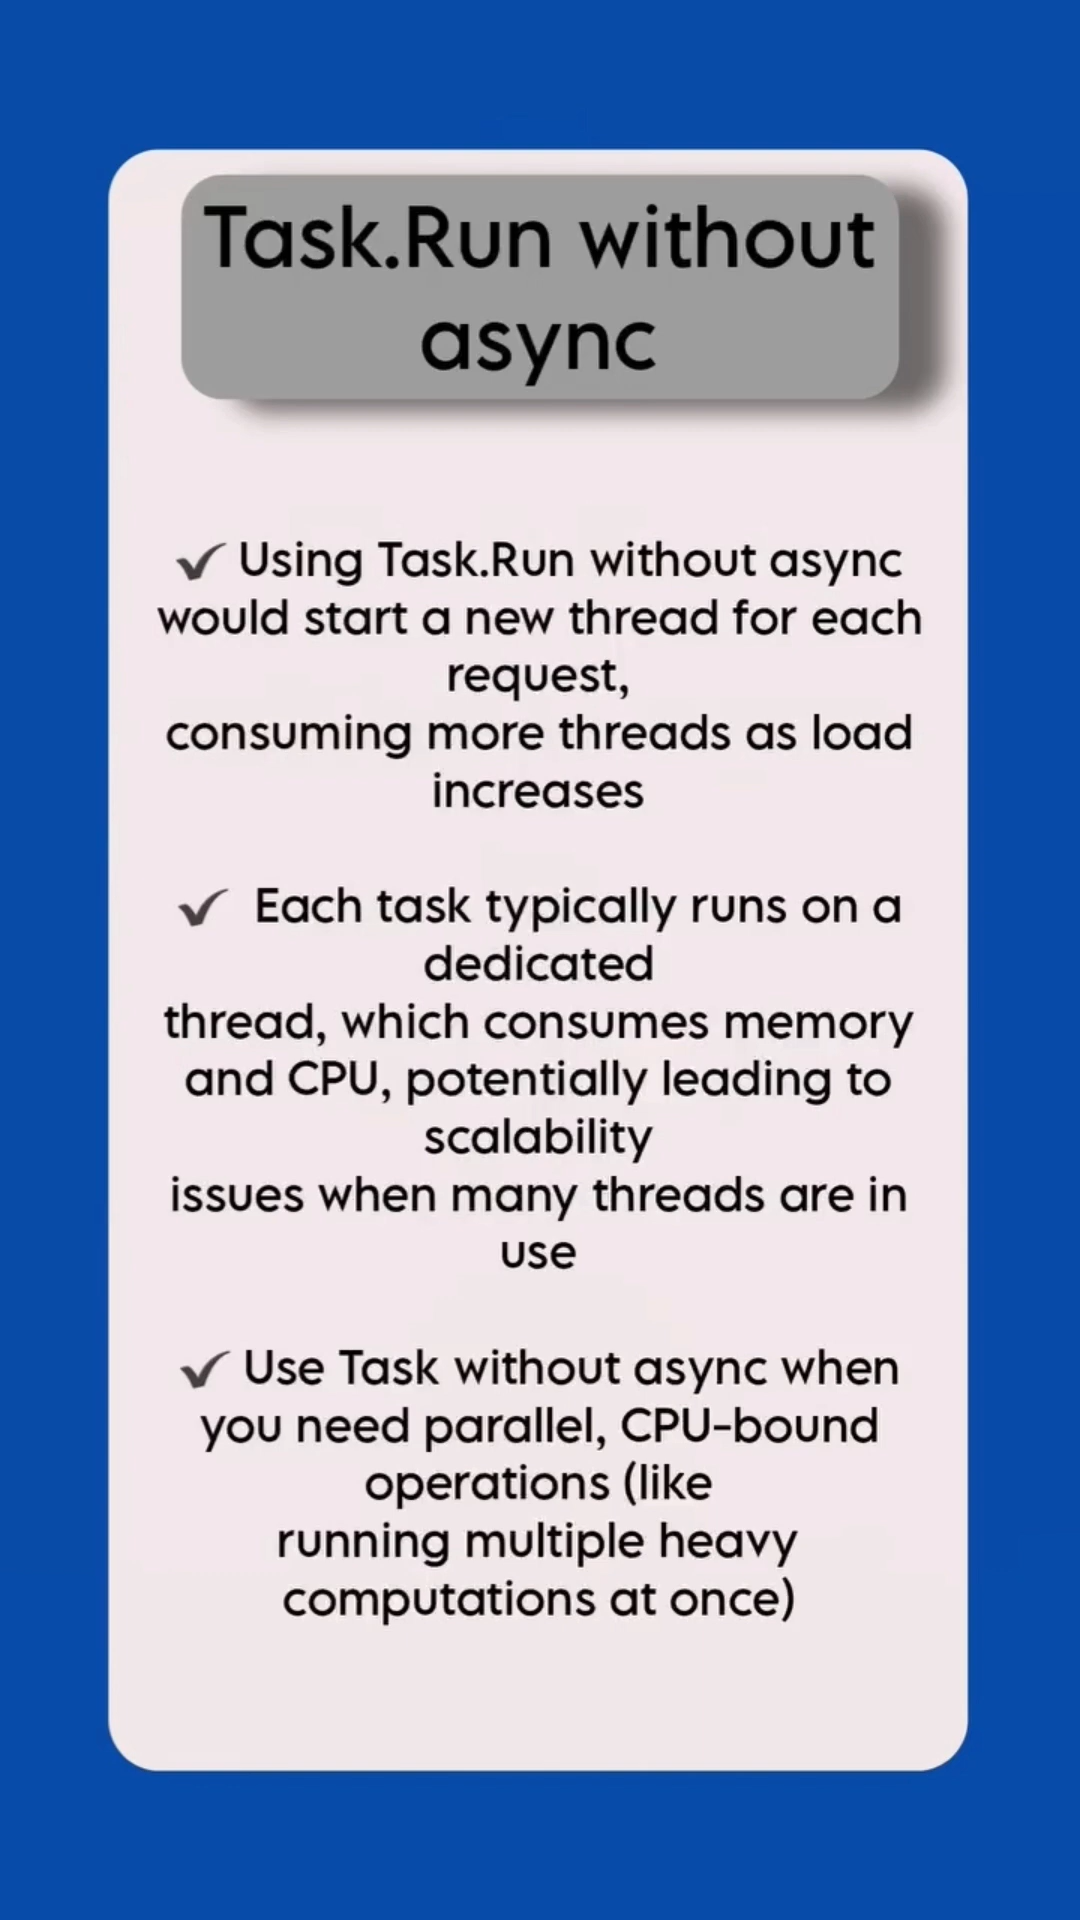 Task.Run without
async
✔ Using Task.Run without async
would start a new thread for each
request,
consuming more threads as load
increases
✔ Each task typically runs on a
dedicated
thread, which consumes memory
and CPU, potentially leading to
scalability
issues when many threads are in
use
✔ Use Task without async when
you need parallel, CPU-bound
operations (like
running multiple heavy
computations at once)